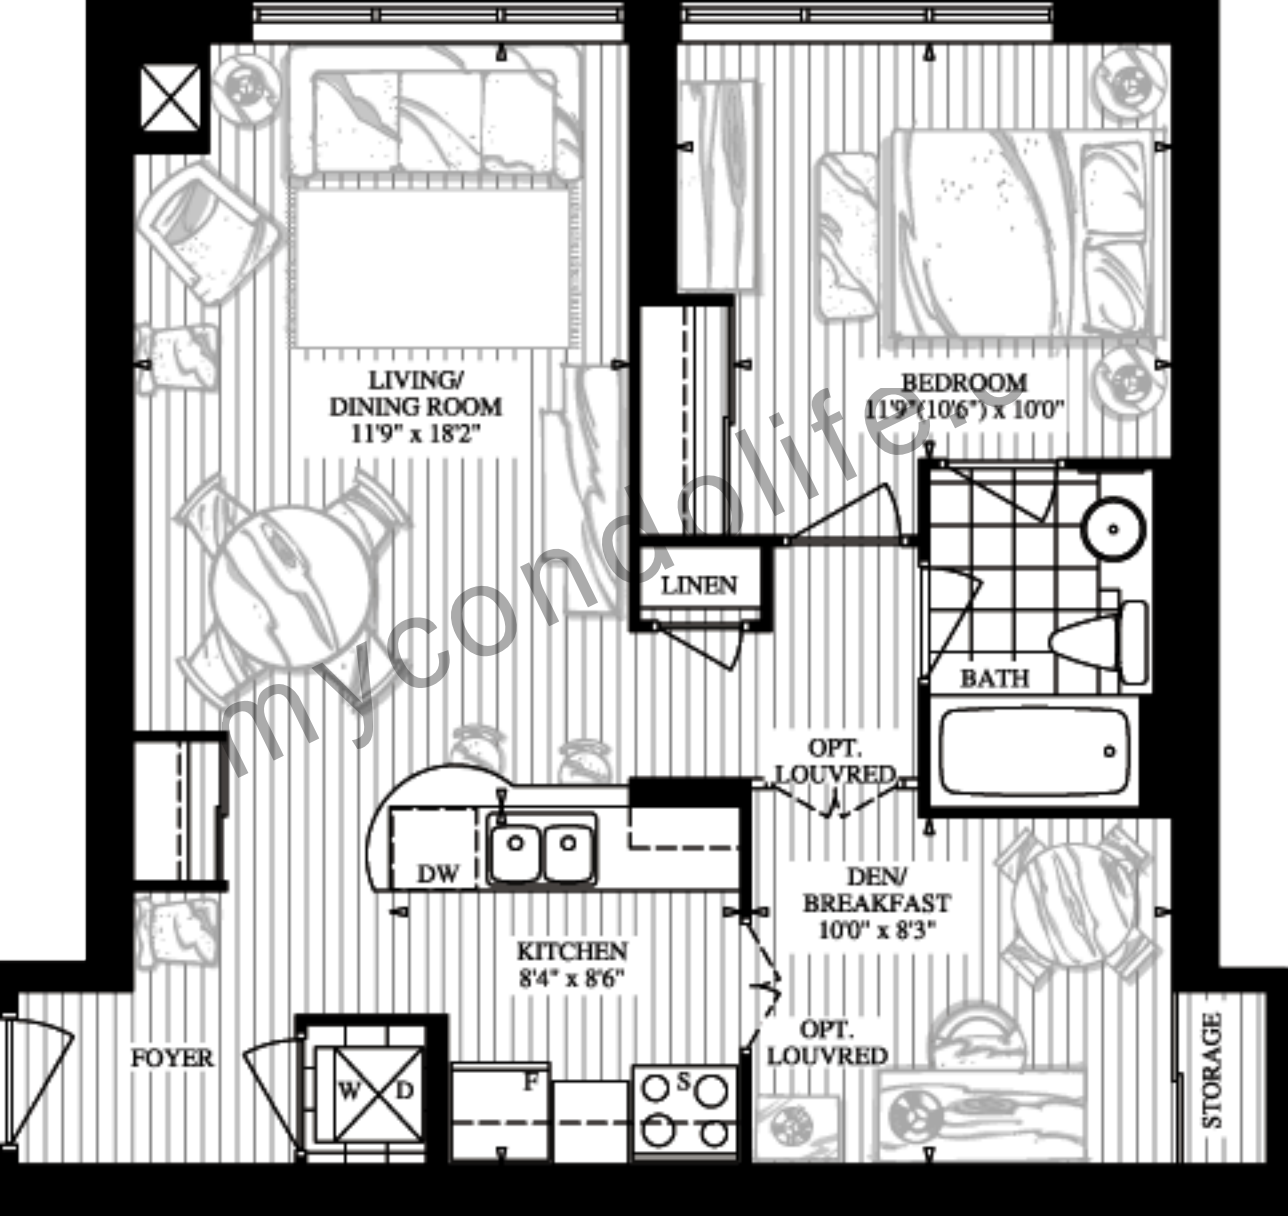 LIVING/
DINING ROOM
11'9" x 18'2"
BEDROOM
11'9"(10'6") x 10'0"
LINEN
BATH
OPT.
LOUVRED
DW
DEN/
BREAKFAST
10'0" x 8'3"
KITCHEN
8'4" x 8'6"
OPT.
LOUVRED
FOYER
W D
F
S
STORAGE
mycondolife.c